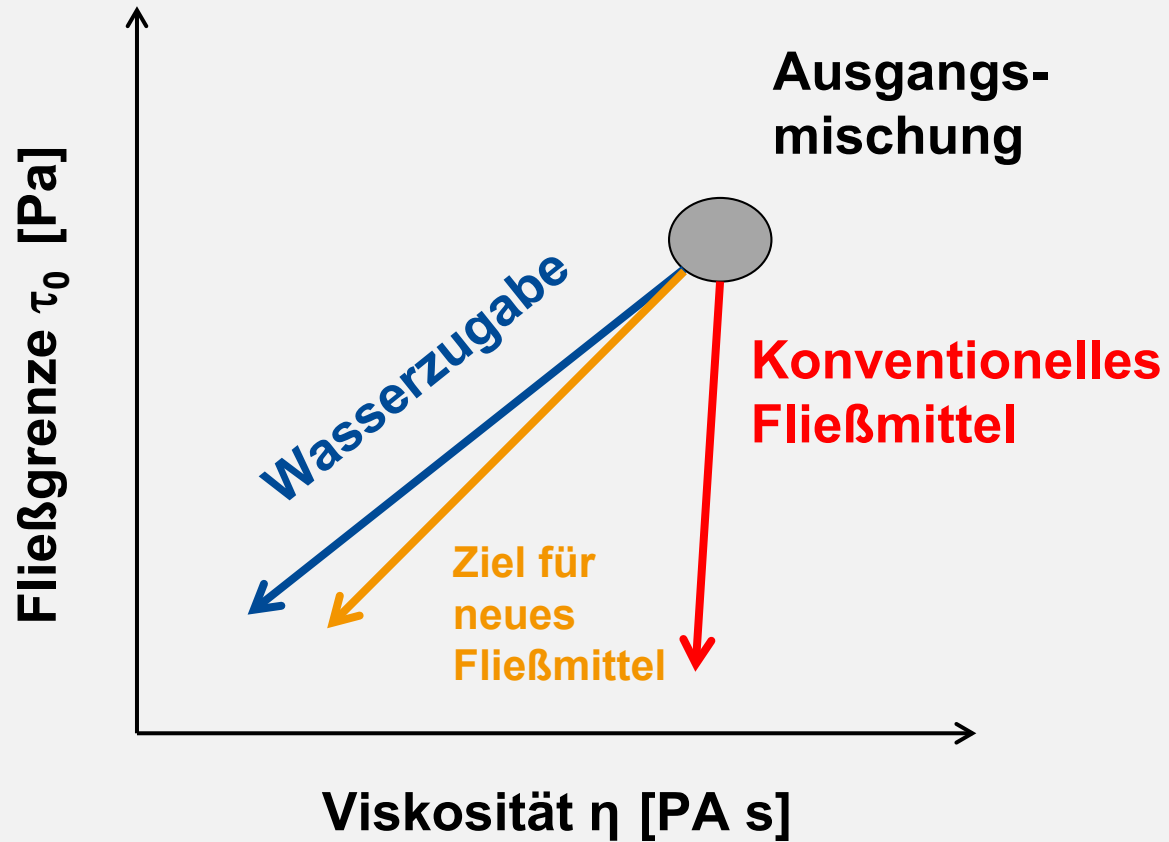 Ausgangs-
mischung
Fließgrenze τ₀ [Pa]
Wasserzugabe
Konventionelles
Fließmittel
Ziel für
neues
Fließmittel
Viskosität η [PA s]